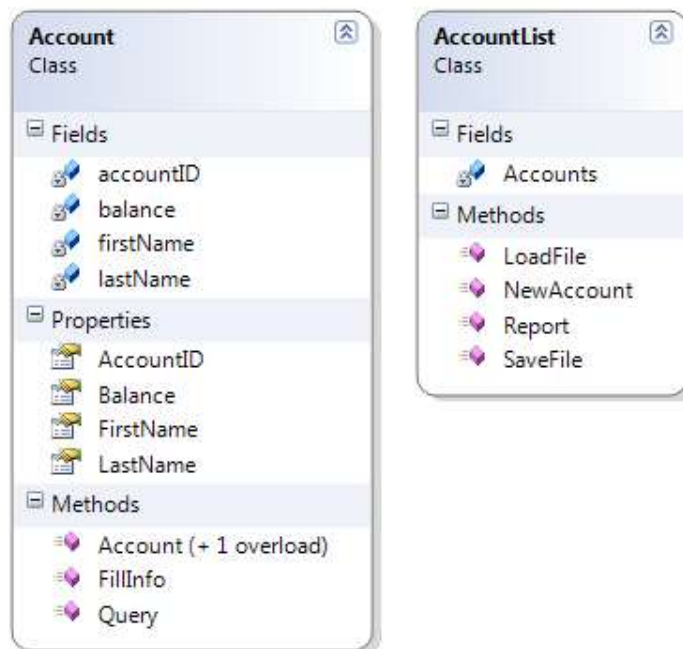 Account
Class
Fields
accountID
balance
firstName
lastName
Properties
AccountID
Balance
FirstName
LastName
Methods
Account (+ 1 overload)
FillInfo
Query
AccountList
Class
Fields
Accounts
Methods
LoadFile
NewAccount
Report
SaveFile